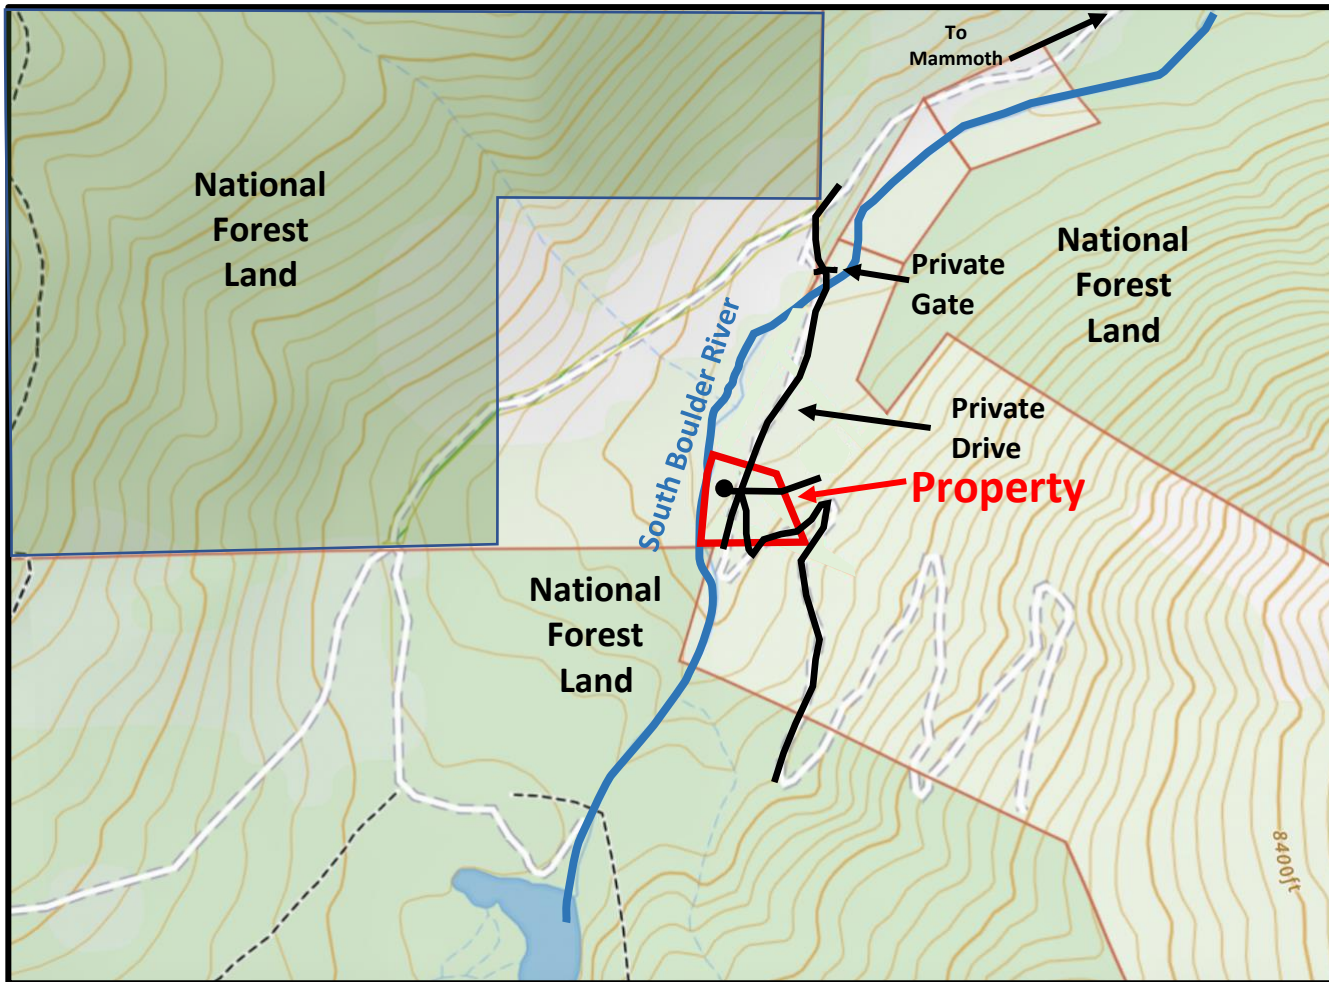 To
Mammoth
National
Forest
Land
National
Forest
Land
Private
Gate
South Boulder River
Private
Drive
Property
National
Forest
Land
8400ft